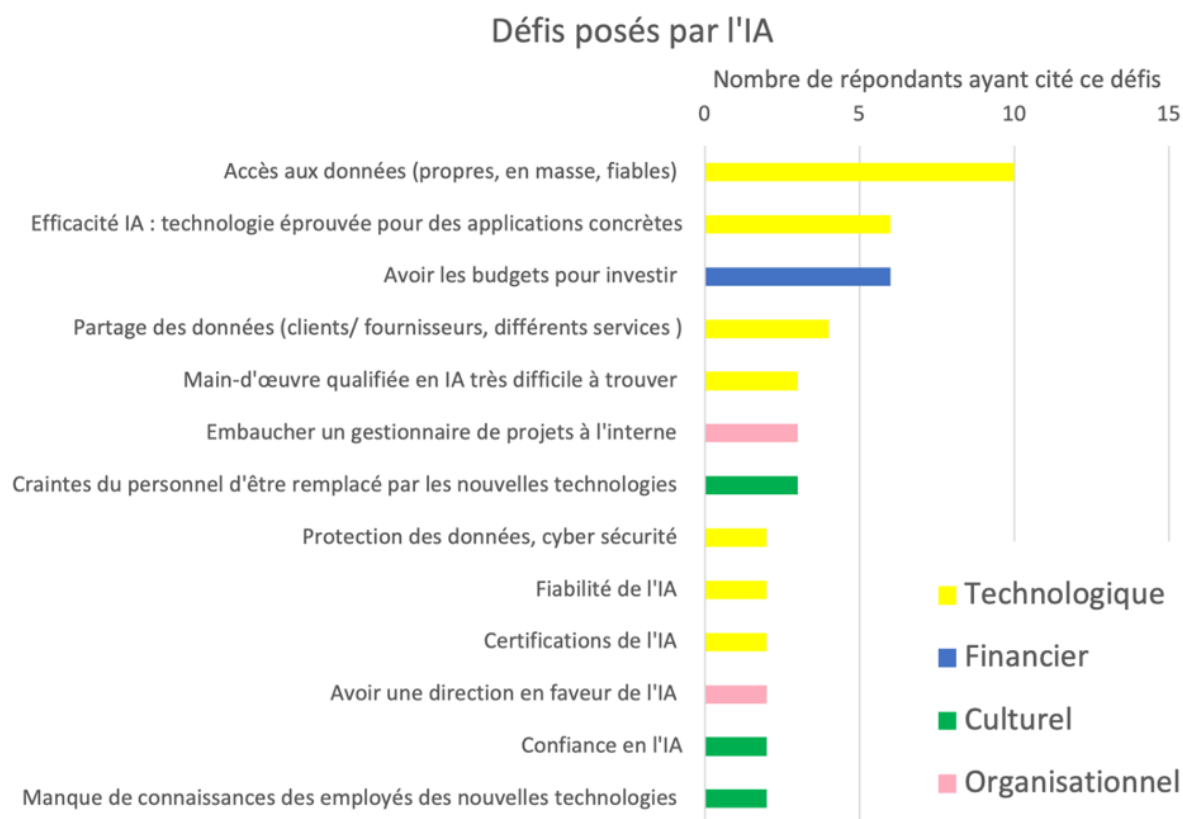 Défis posés par l'IA
Nombre de répondants ayant cité ce défi
0 5 10 15
Accès aux données (propres, en masse, fiables)
Efficacité IA : technologie éprouvée pour des applications concrètes
Avoir les budgets pour investir
Partage des données (clients/ fournisseurs, différents services )
Main-d'œuvre qualifiée en IA très difficile à trouver
Embaucher un gestionnaire de projets à l'interne
Craintes du personnel d'être remplacé par les nouvelles technologies
Protection des données, cyber sécurité
Fiabilité de l'IA
Certifications de l'IA
Avoir une direction en faveur de l'IA
Confiance en l'IA
Manque de connaissances des employés des nouvelles technologies
Technologique
Financier
Culturel
Organisationnel